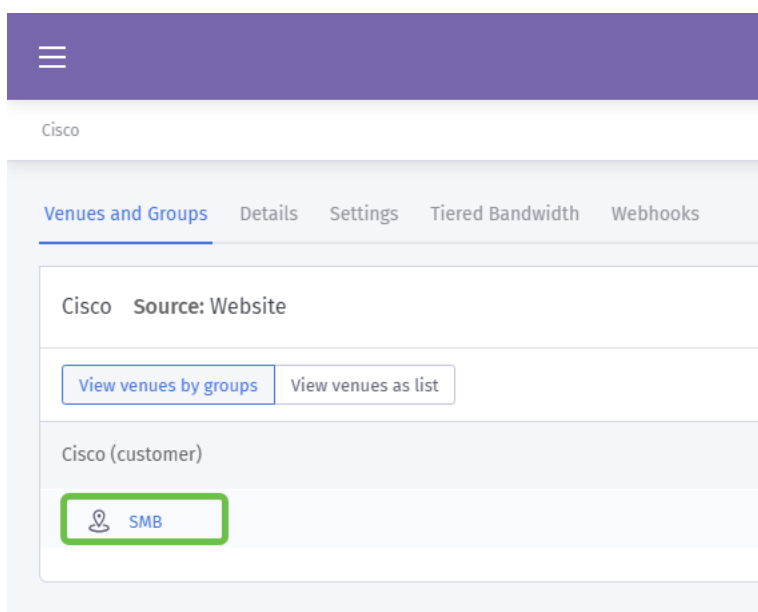 Cisco
Venues and Groups Details Settings Tiered Bandwidth Webhooks
Cisco Source: Website
View venues by groups View venues as list
Cisco (customer)
SMB